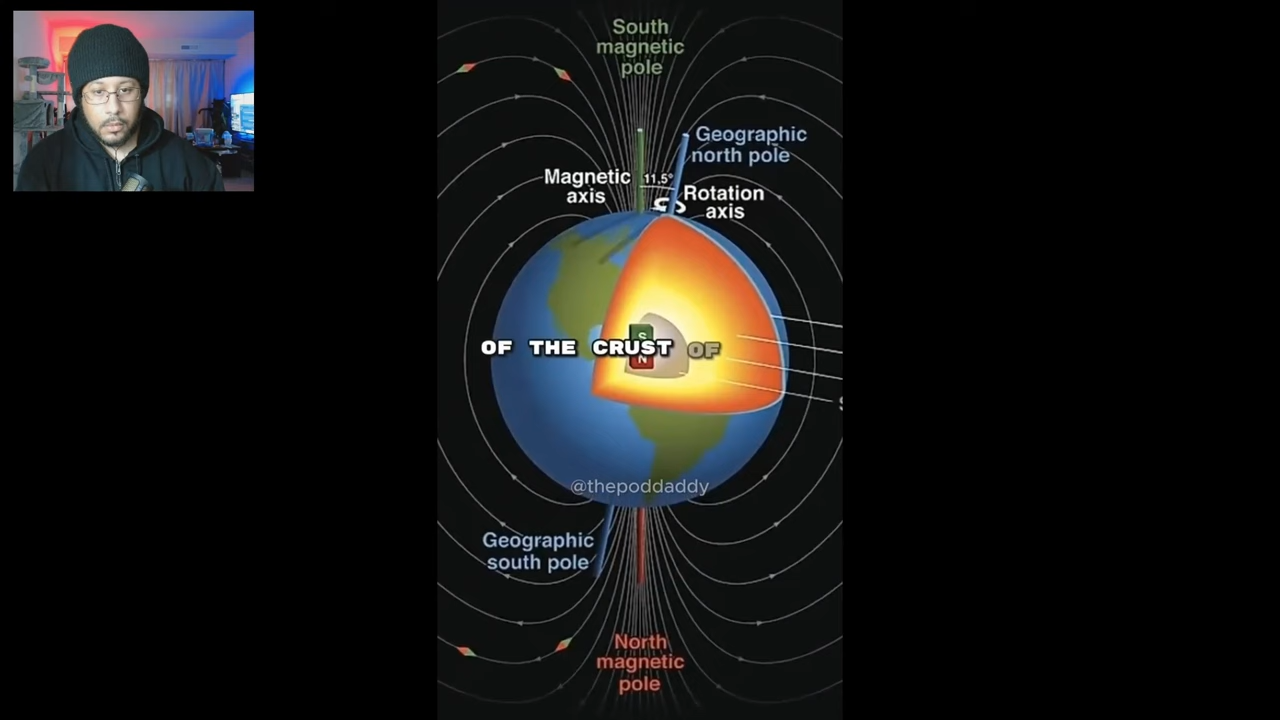 South
magnetic
pole
Geographic
north pole
Magnetic
axis
11,5°
Rotation
axis
S
N
OF THE CRUST OF
@thepoddaddy
Geographic
south pole
North
magnetic
pole